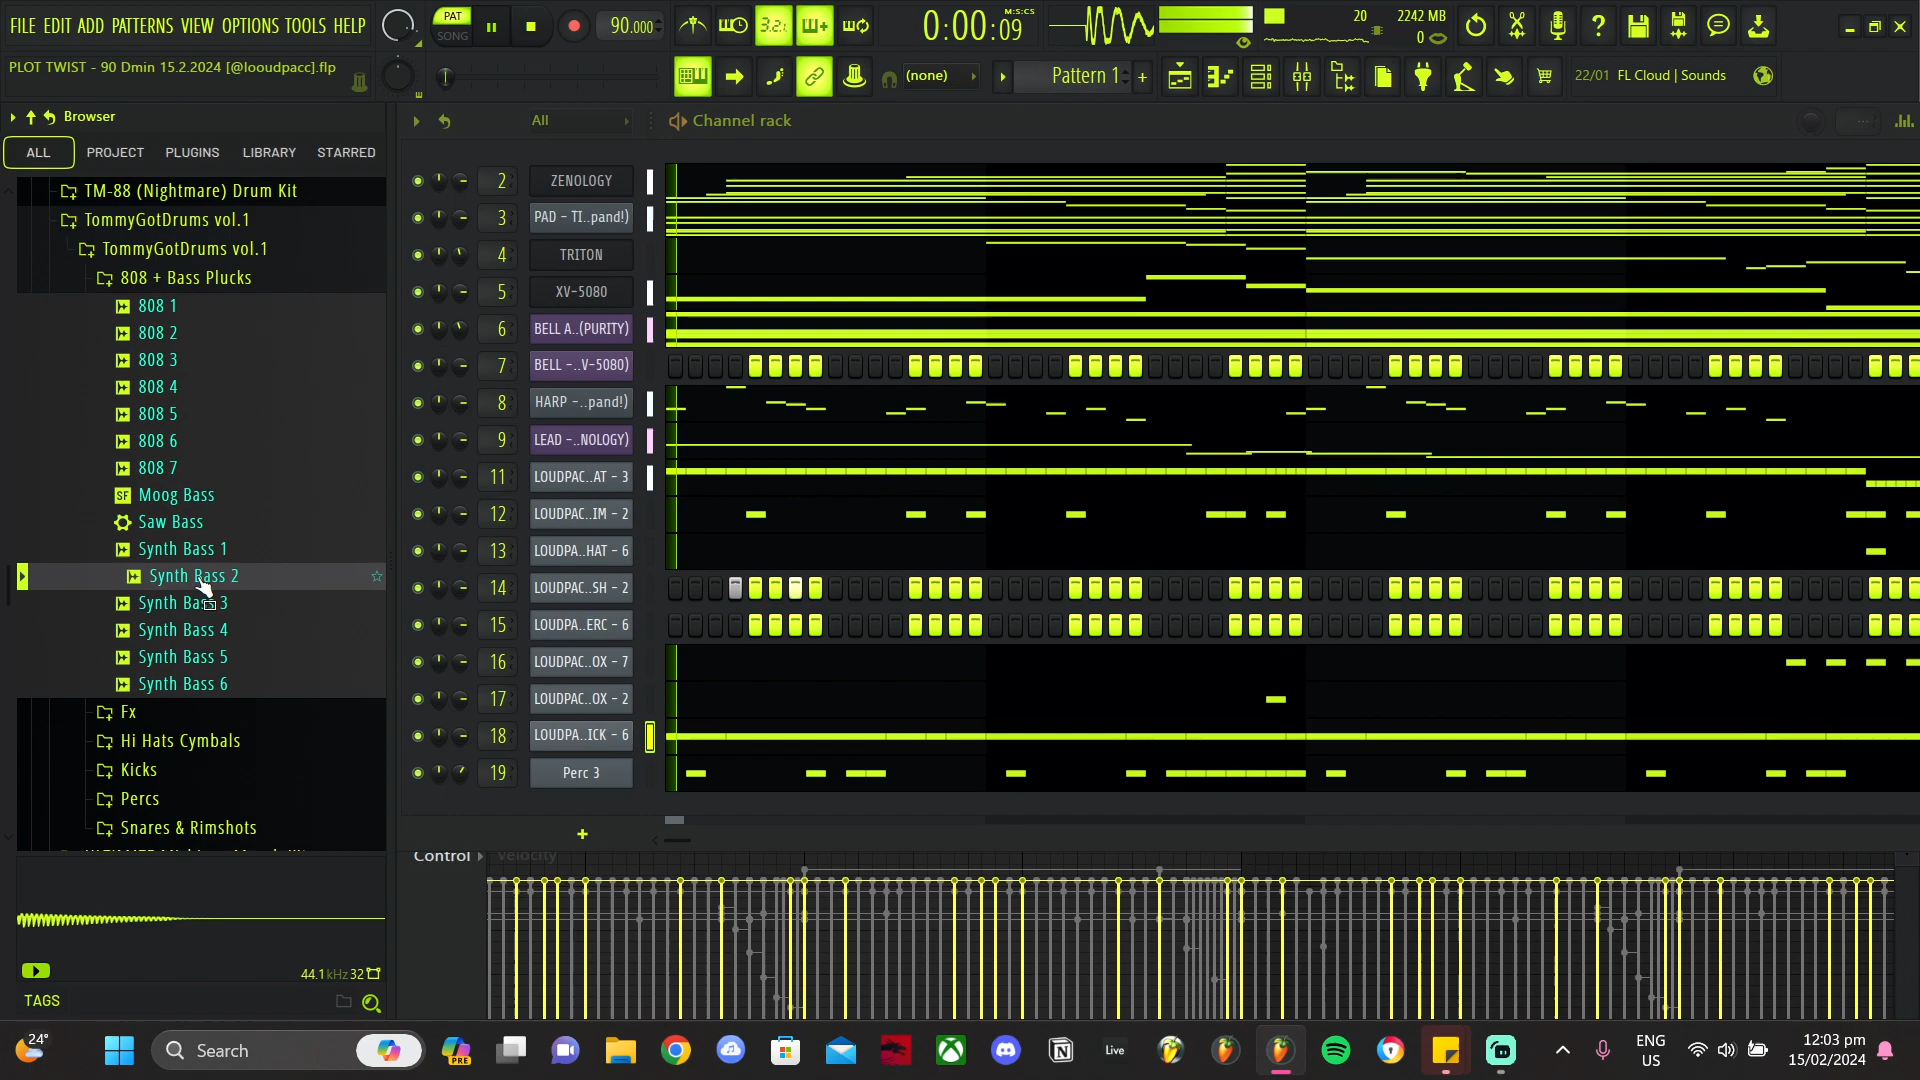 FILE EDIT ADD PATTERNS VIEW OPTIONS TOOLS HELP
PAT
SONG
90.000
3.2.1
0:00:09
M:S:CS
20
2242 MB
0
PLOT TWIST - 90 Dmin 15.2.2024 [@looudpacc].flp
(none)
Pattern 1
+
22/01 FL Cloud | Sounds
Browser
ALL
PROJECT
PLUGINS
LIBRARY
STARRED
TM-88 (Nightmare) Drum Kit
TommyGotDrums vol.1
TommyGotDrums vol.1
808 + Bass Plucks
808 1
808 2
808 3
808 4
808 5
808 6
808 7
SF Moog Bass
Saw Bass
Synth Bass 1
Synth Bass 2
Synth Bass 3
Synth Bass 4
Synth Bass 5
Synth Bass 6
Fx
Hi Hats Cymbals
Kicks
Percs
Snares & Rimshots
44.1kHz 32
TAGS
All
Channel rack
2 ZENOLOGY
3 PAD - TI..pand!)
4 TRITON
5 XV-5080
6 BELL A..(PURITY)
7 BELL -..V-5080)
8 HARP -..pand!)
9 LEAD -..NOLOGY)
11 LOUDPAC..AT - 3
12 LOUDPAC..IM - 2
13 LOUDPA..HAT - 6
14 LOUDPAC..SH - 2
15 LOUDPA..ERC - 6
16 LOUDPAC..OX - 7
17 LOUDPAC..OX - 2
18 LOUDPA..ICK - 6
19 Perc 3
+
Control
Velocity
24°
Search
PRE
Live
ENG
US
12:03 pm
15/02/2024